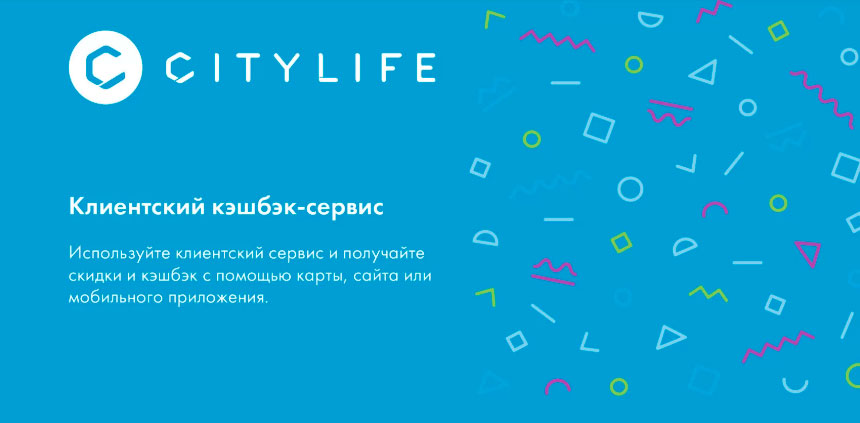 CITYLIFE
Клиентский кэшбэк-сервис
Используйте клиентский сервис и получайте
скидки и кэшбэк с помощью карты, сайта или
мобильного приложения.